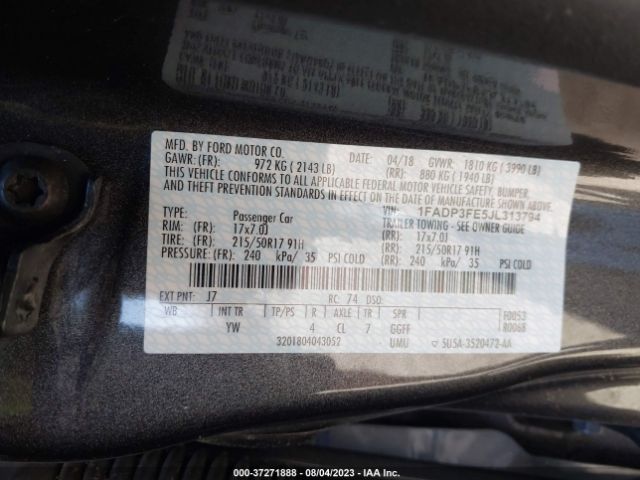 MFD. BY FORD MOTOR CO.
DATE: 04/18 GVWR: 1810 KG ( 3990 LB)
GAWR: (FR): 972 KG ( 2143 LB) (RR): 880 KG ( 1940 LB)
THIS VEHICLE CONFORMS TO ALL APPLICABLE FEDERAL MOTOR VEHICLE SAFETY, BUMPER,
AND THEFT PREVENTION STANDARDS IN EFFECT ON THE DATE OF MANUFACTURE SHOWN ABOVE.
VIN: 1FADP3FE5JL313794
TYPE: Passenger Car TRAILER TOWING - SEE OWNER GUIDE
RIM: (FR): 17x7.0J (RR): 17x7.0J
TIRE: (FR): 215/50R17 91H (RR): 215/50R17 91H
PRESSURE: (FR): 240 kPa/ 35 PSI COLD (RR): 240 kPa/ 35 PSI COLD
EXT PNT: J7 RC: 74 DSO:
WB INT TR TP/PS R AXLE TR SPR F0053
YW 4 CL 7 GGFF R0068
3201804043052 UMU 5U5A-3520472-AA
000-37271888 - 08/04/2023 - IAA Inc.